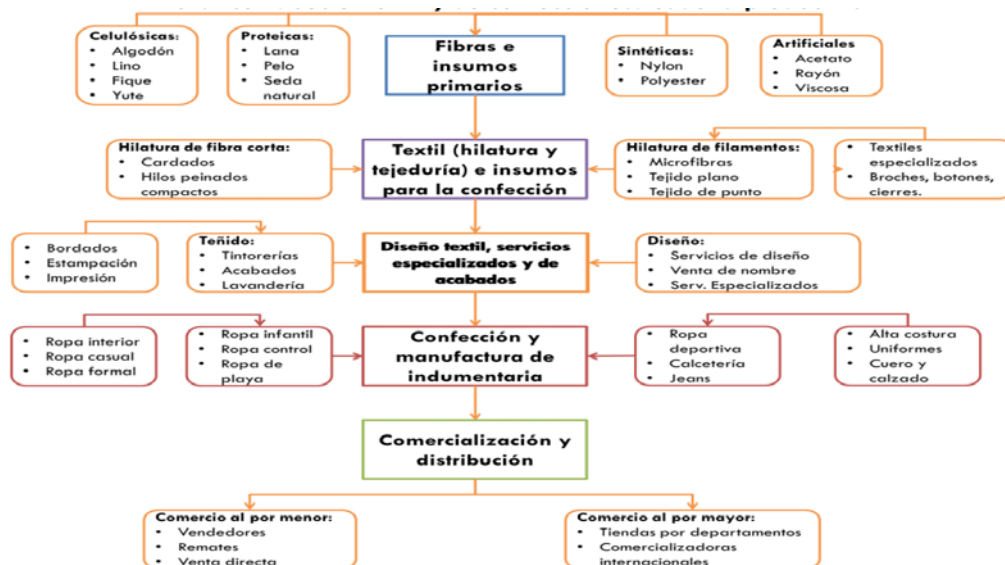 Celulósicas:
• Algodón
• Lino
• Fique
• Yute
Proteicas:
• Lana
• Pelo
• Seda
natural
Fibras e
insumos
primarios
Sintéticas:
• Nylon
• Polyester
Artificiales
• Acetato
• Rayón
• Viscosa
Hilatura de fibra corta:
• Cardados
• Hilos peinados
compactos
Textil (hilatura y
tejeduría) e insumos
para la confección
Hilatura de filamentos:
• Microfibras
• Tejido plano
• Tejido de punto
• Textiles
especializados
• Broches, botones,
cierres.
• Bordados
• Estampación
• Impresión
Teñido:
• Tintorerías
• Acabados
• Lavandería
Diseño textil, servicios
especializados y de
acabados
Diseño:
• Servicios de diseño
• Venta de nombre
• Serv. Especializados
• Ropa interior
• Ropa casual
• Ropa formal
• Ropa infantil
• Ropa control
• Ropa de
playa
Confección y
manufactura de
indumentaria
• Ropa
deportiva
• Calcetería
• Jeans
• Alta costura
• Uniformes
• Cuero y
calzado
Comercialización y
distribución
Comercio al por menor:
• Vendedores
• Remates
• Venta directa
Comercio al por mayor:
• Tiendas por departamentos
• Comercializadoras
internacionales